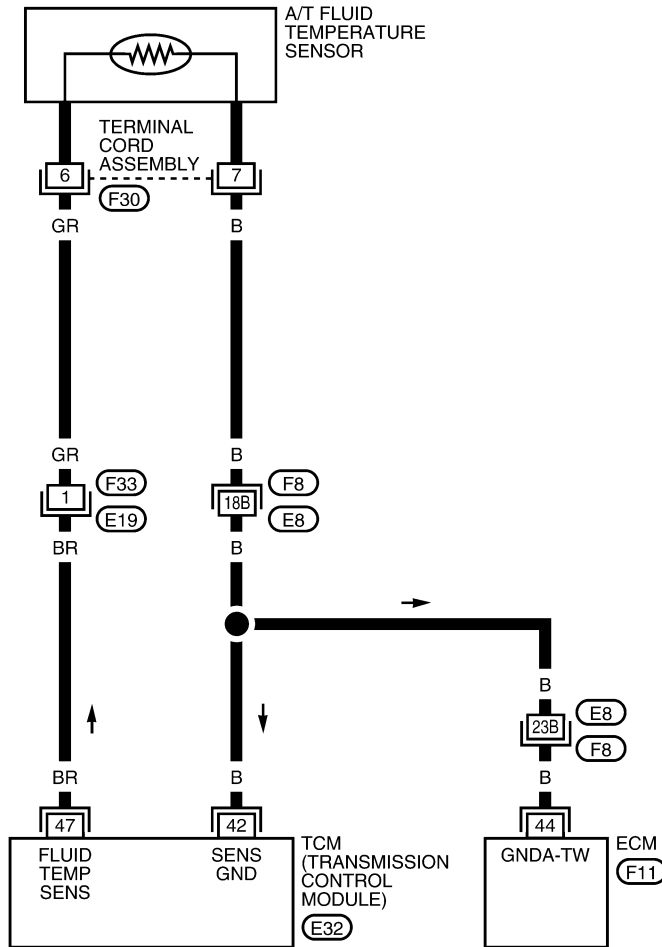 A/T FLUID
TEMPERATURE
SENSOR
TERMINAL
CORD
ASSEMBLY
6
7
F30
GR
B
GR
B
1
F33
E19
18B
F8
E8
BR
B
B
23B
E8
F8
BR
B
B
47
42
44
FLUID
TEMP
SENS
SENS
GND
TCM
(TRANSMISSION
CONTROL
MODULE)
E32
GNDA-TW
ECM
F11